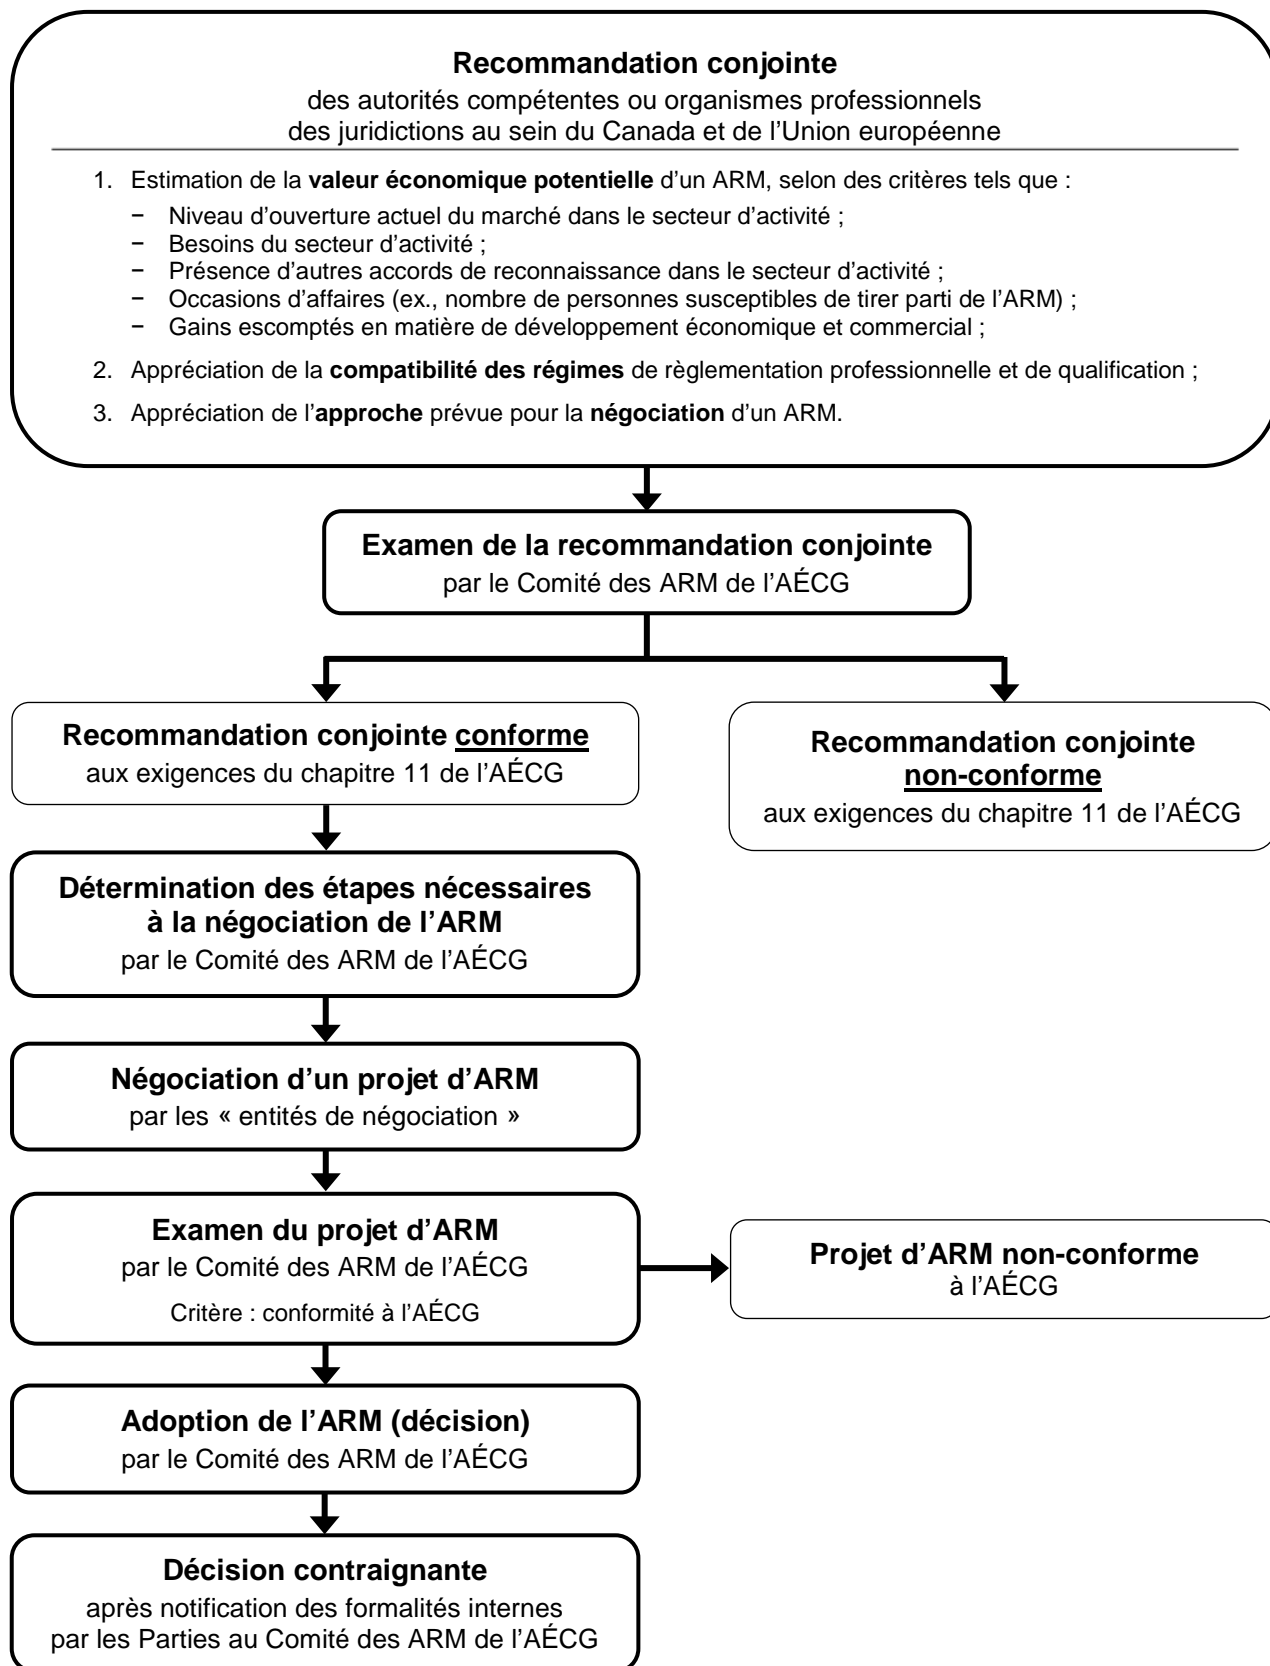 Recommandation conjointe
des autorités compétentes ou organismes professionnels
des juridictions au sein du Canada et de l’Union européenne
1. Estimation de la valeur économique potentielle d’un ARM, selon des critères tels que :
− Niveau d’ouverture actuel du marché dans le secteur d’activité ;
− Besoins du secteur d’activité ;
− Présence d’autres accords de reconnaissance dans le secteur d’activité ;
− Occasions d’affaires (ex., nombre de personnes susceptibles de tirer parti de l’ARM) ;
− Gains escomptés en matière de développement économique et commercial ;
2. Appréciation de la compatibilité des régimes de règlementation professionnelle et de qualification ;
3. Appréciation de l’approche prévue pour la négociation d’un ARM.
Examen de la recommandation conjointe
par le Comité des ARM de l’AÉCG
Recommandation conjointe conforme
aux exigences du chapitre 11 de l’AÉCG
Recommandation conjointe
non-conforme
aux exigences du chapitre 11 de l’AÉCG
Détermination des étapes nécessaires
à la négociation de l’ARM
par le Comité des ARM de l’AÉCG
Négociation d’un projet d’ARM
par les « entités de négociation »
Examen du projet d’ARM
par le Comité des ARM de l’AÉCG
Critère : conformité à l’AÉCG
Projet d’ARM non-conforme
à l’AÉCG
Adoption de l’ARM (décision)
par le Comité des ARM de l’AÉCG
Décision contraignante
après notification des formalités internes
par les Parties au Comité des ARM de l’AÉCG